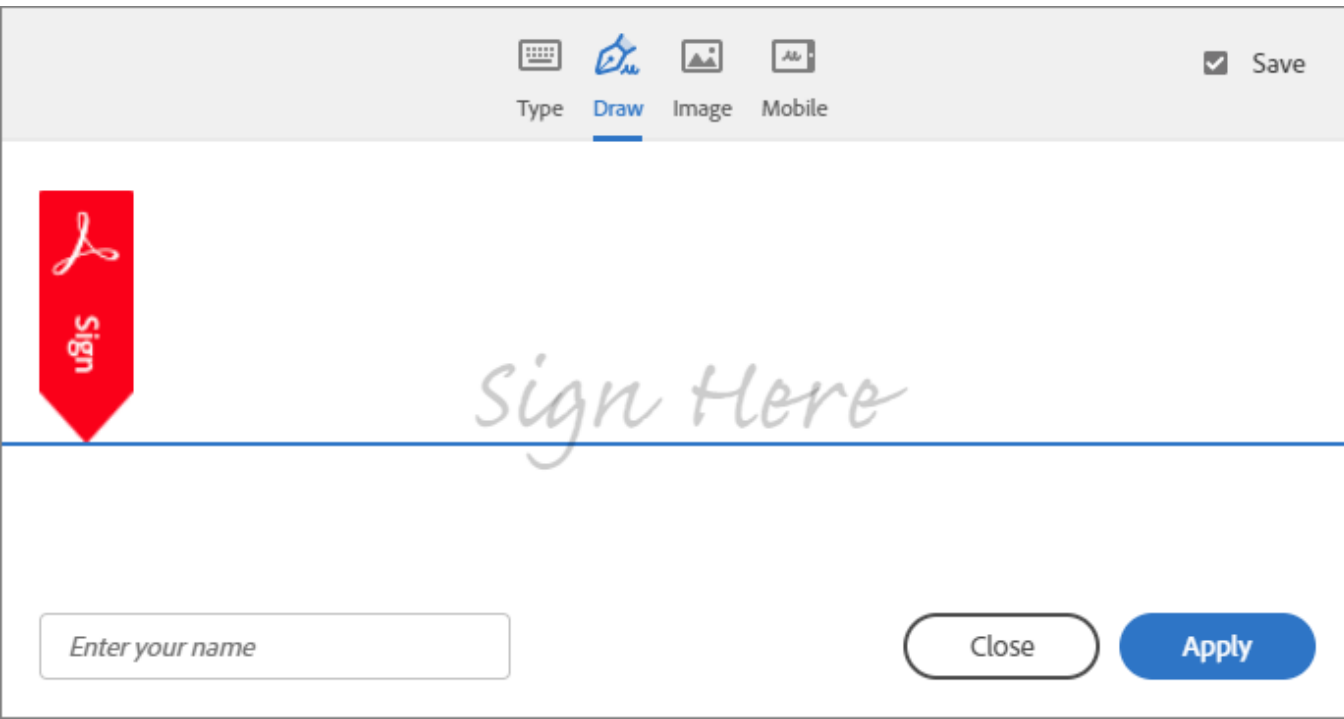 Type Draw Image Mobile
Save
Sign
Sign Here
Enter your name
Close
Apply